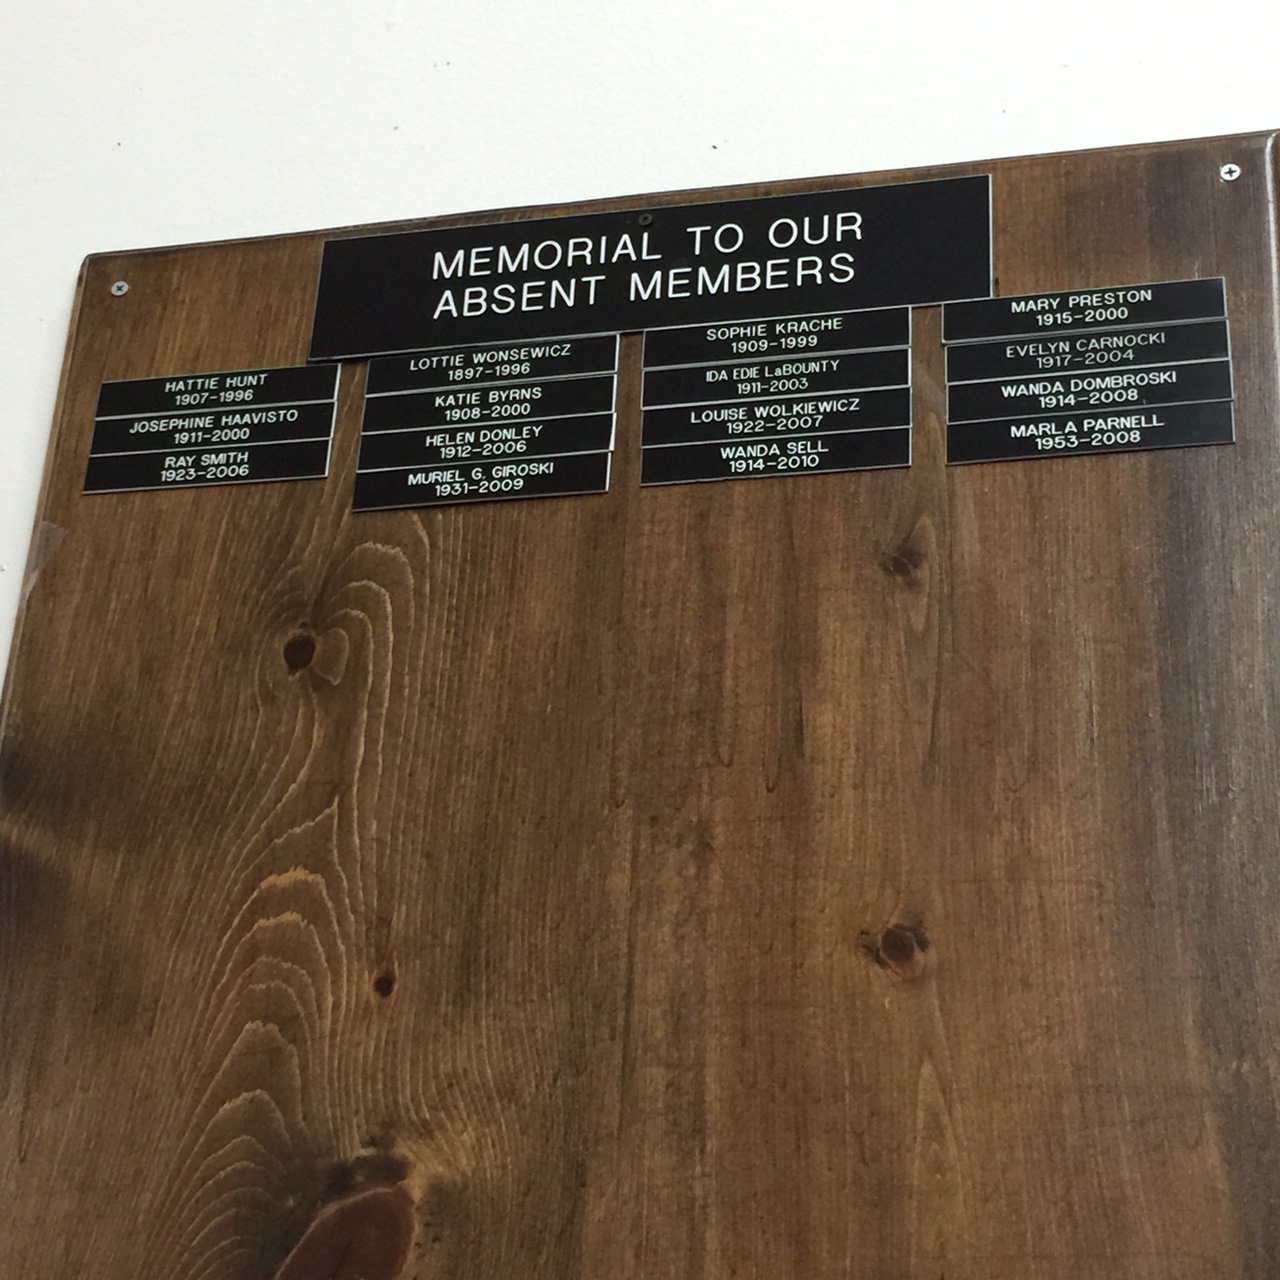 MEMORIAL TO OUR
ABSENT MEMBERS
HATTIE HUNT
1907-1996
JOSEPHINE HAAVISTO
1911-2000
RAY SMITH
1923-2006
LOTTIE WONSEWICZ
1897-1996
KATIE BYRNS
1908-2000
HELEN DONLEY
1912-2006
MURIEL G. GIROSKI
1931-2009
SOPHIE KRACHE
1909-1999
IDA EDIE LaBOUNTY
1911-2003
LOUISE WOLKIEWICZ
1922-2007
WANDA SELL
1914-2010
MARY PRESTON
1915-2000
EVELYN CARNOCKI
1917-2004
WANDA DOMBROSKI
1914-2008
MARLA PARNELL
1953-2008